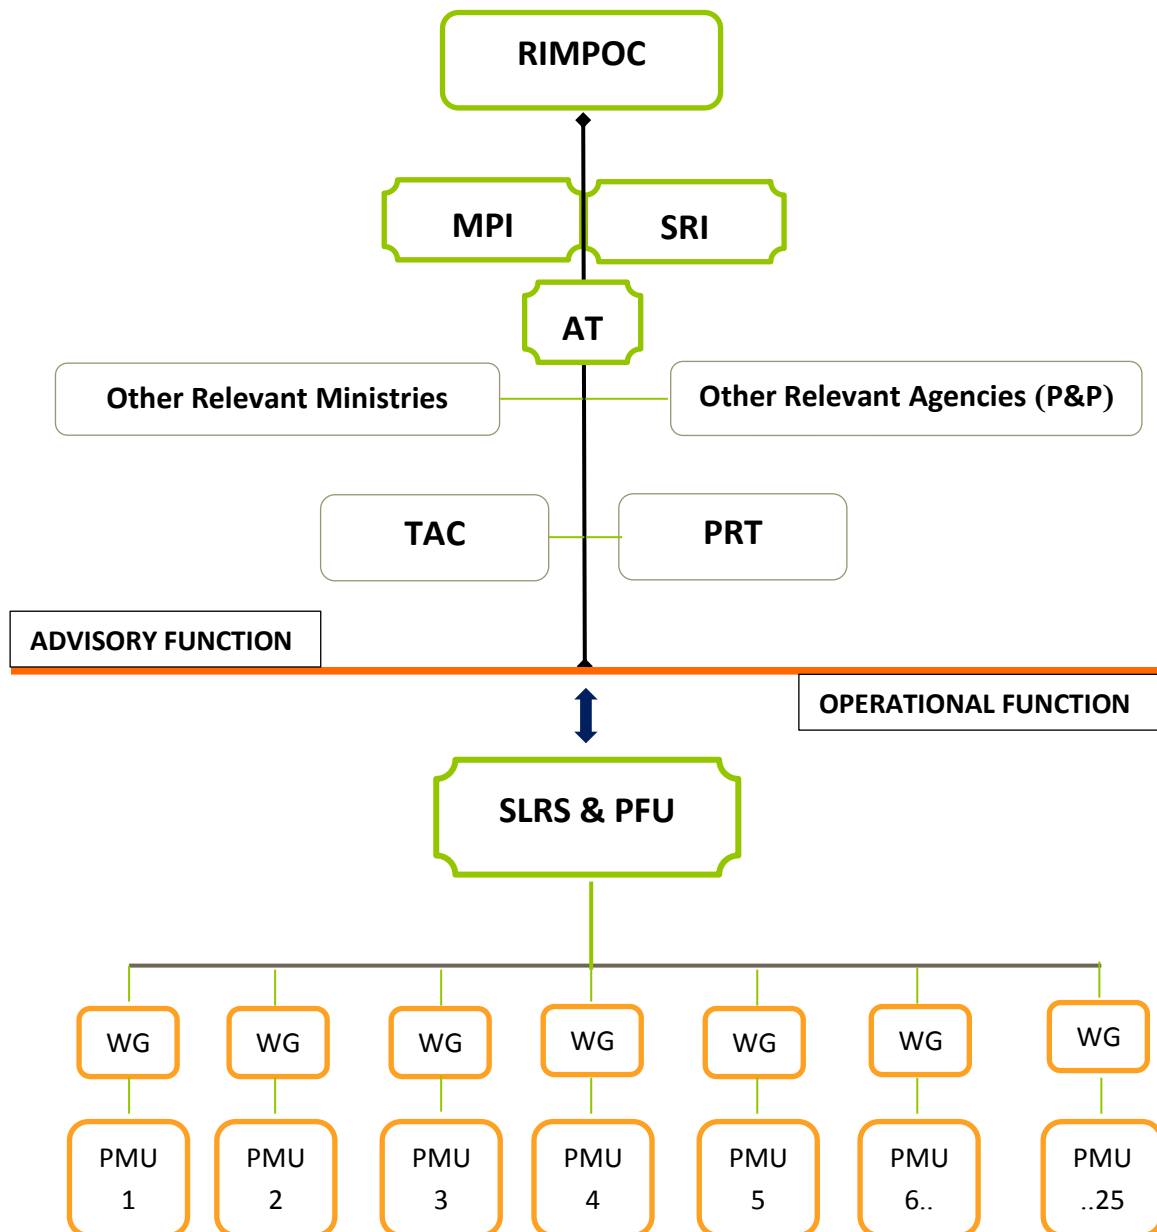 RIMPOC
MPI
SRI
AT
Other Relevant Ministries
Other Relevant Agencies (P&P)
TAC
PRT
ADVISORY FUNCTION
OPERATIONAL FUNCTION
SLRS & PFU
WG
WG
WG
WG
WG
WG
WG
PMU
1
PMU
2
PMU
3
PMU
4
PMU
5
PMU
6..
PMU
..25